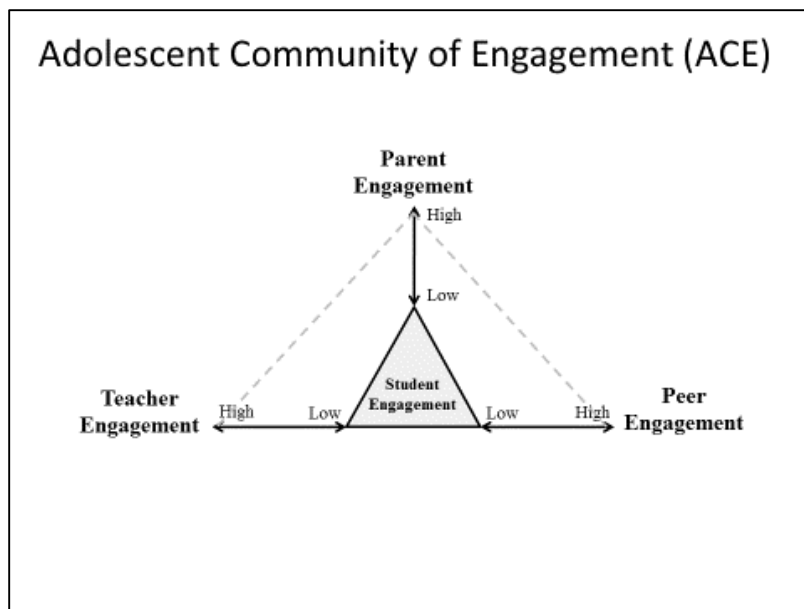 Adolescent Community of Engagement (ACE)
Parent
Engagement
High
Low
Student
Engagement
Teacher
Engagement
High
Low
Low
High
Peer
Engagement